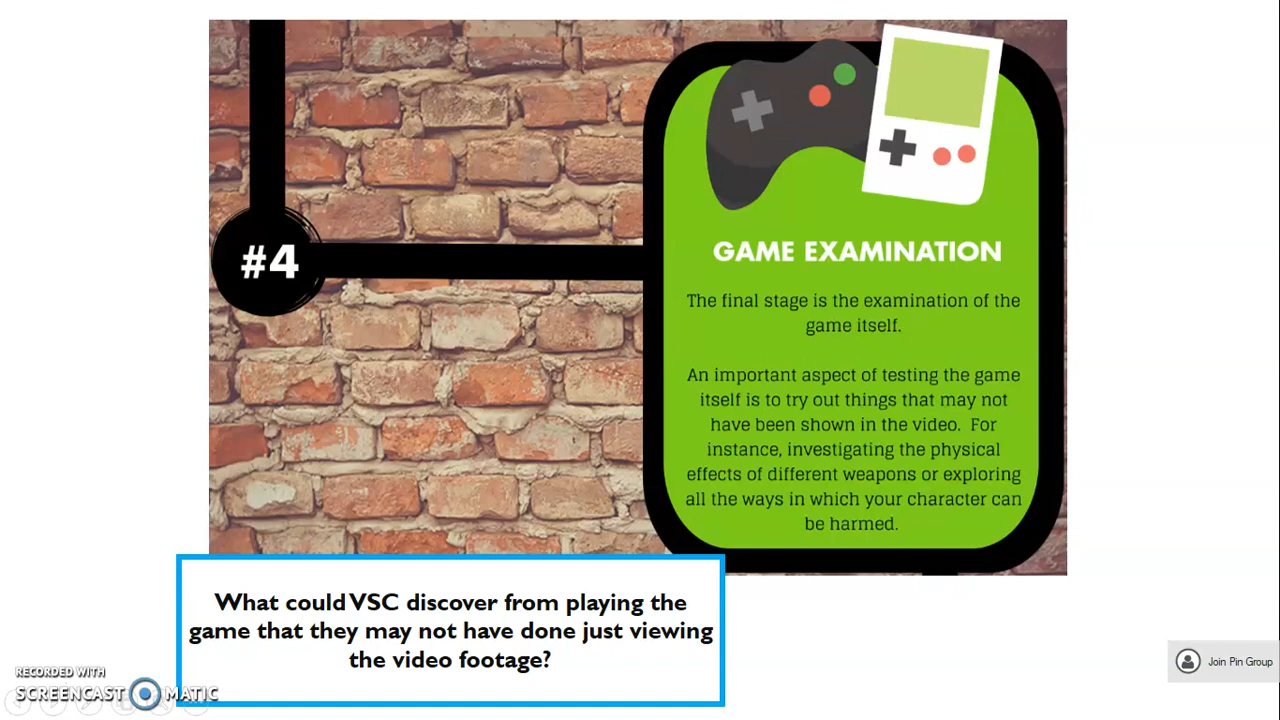 #4
GAME EXAMINATION
The final stage is the examination of the
game itself.
An important aspect of testing the game
itself is to try out things that may not
have been shown in the video.  For
instance, investigating the physical
effects of different weapons or exploring
all the ways in which your character can
be harmed.
What could VSC discover from playing the
game that they may not have done just viewing
the video footage?
RECORDED WITH
SCREENCAST MATIC
Join Pin Group